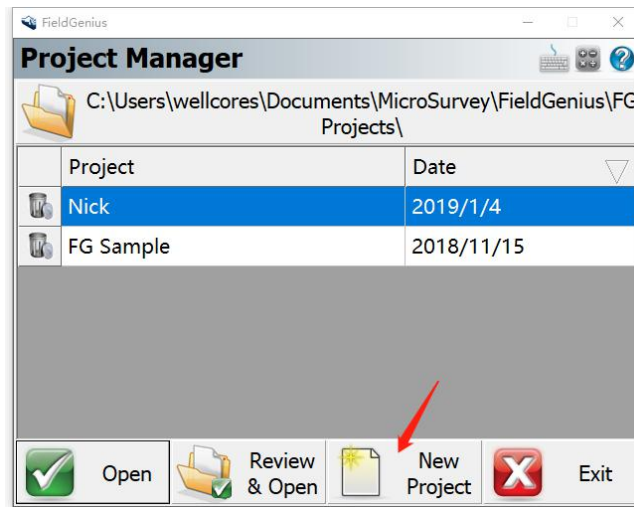 FieldGenius
Project Manager
C:\Users\wellcores\Documents\MicroSurvey\FieldGenius\FG
Projects\
Project Date
Nick 2019/1/4
FG Sample 2018/11/15
Open
Review
& Open
New
Project
Exit